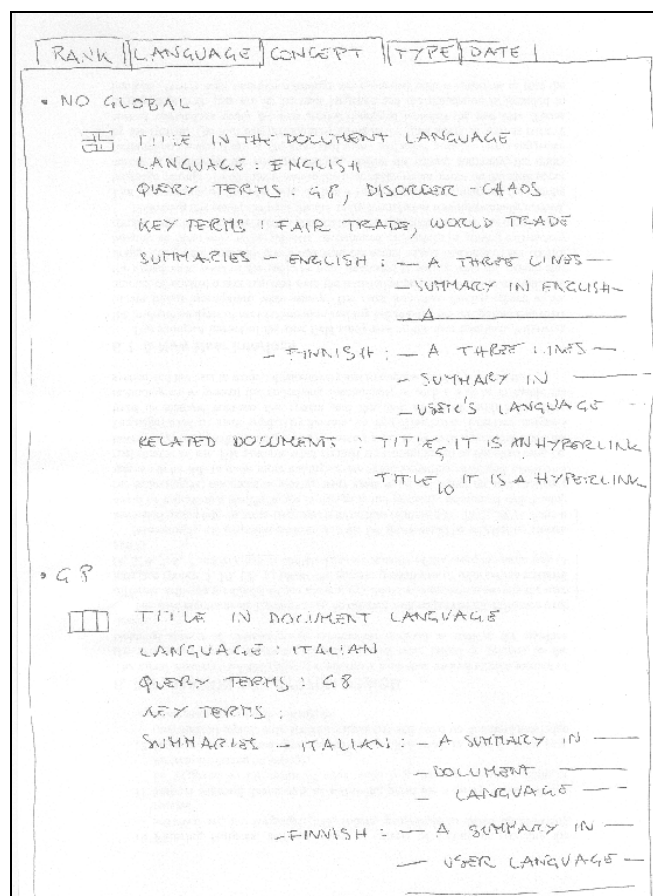 RANK LANGUAGE CONCEPT TYPE DATE
• NO GLOBAL
TITLE IN THE DOCUMENT LANGUAGE
LANGUAGE : ENGLISH
QUERY TERMS : G8, DISORDER - CHAOS
KEY TERMS : FAIR TRADE, WORLD TRADE
SUMMARIES - ENGLISH : — A THREE LINES —
— SUMMARY IN ENGLISH —
— A
- FINNISH : — A THREE LINES —
- SUMMARY IN —
— USER'S LANGUAGE
RELATED DOCUMENT : TITLE5 IT IS AN HYPERLINK
TITLE10 IT IS A HYPERLINK
• G8
TITLE IN DOCUMENT LANGUAGE
LANGUAGE : ITALIAN
QUERY TERMS : G8
KEY TERMS :
SUMMARIES - ITALIAN : — A SUMMARY IN —
— DOCUMENT —
— LANGUAGE —
- FINNISH : — A SUMMARY IN —
— USER LANGUAGE —